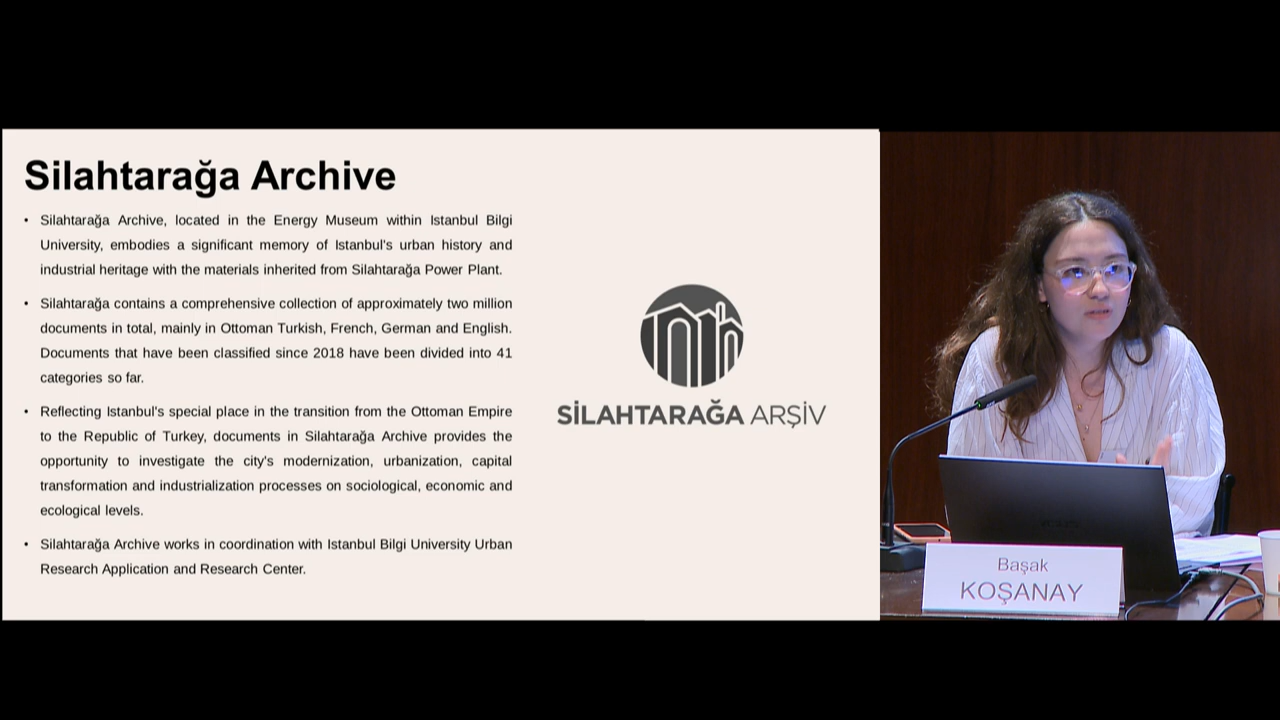 Silahtarağa Archive
• Silahtarağa Archive, located in the Energy Museum within Istanbul Bilgi
University, embodies a significant memory of Istanbul's urban history and
industrial heritage with the materials inherited from Silahtarağa Power Plant.
• Silahtarağa contains a comprehensive collection of approximately two million
documents in total, mainly in Ottoman Turkish, French, German and English.
Documents that have been classified since 2018 have been divided into 41
categories so far.
• Reflecting Istanbul's special place in the transition from the Ottoman Empire
to the Republic of Turkey, documents in Silahtarağa Archive provides the
opportunity to investigate the city's modernization, urbanization, capital
transformation and industrialization processes on sociological, economic and
ecological levels.
• Silahtarağa Archive works in coordination with Istanbul Bilgi University Urban
Research Application and Research Center.
SİLAHTARAĞA ARŞİV
Başak
KOŞANAY